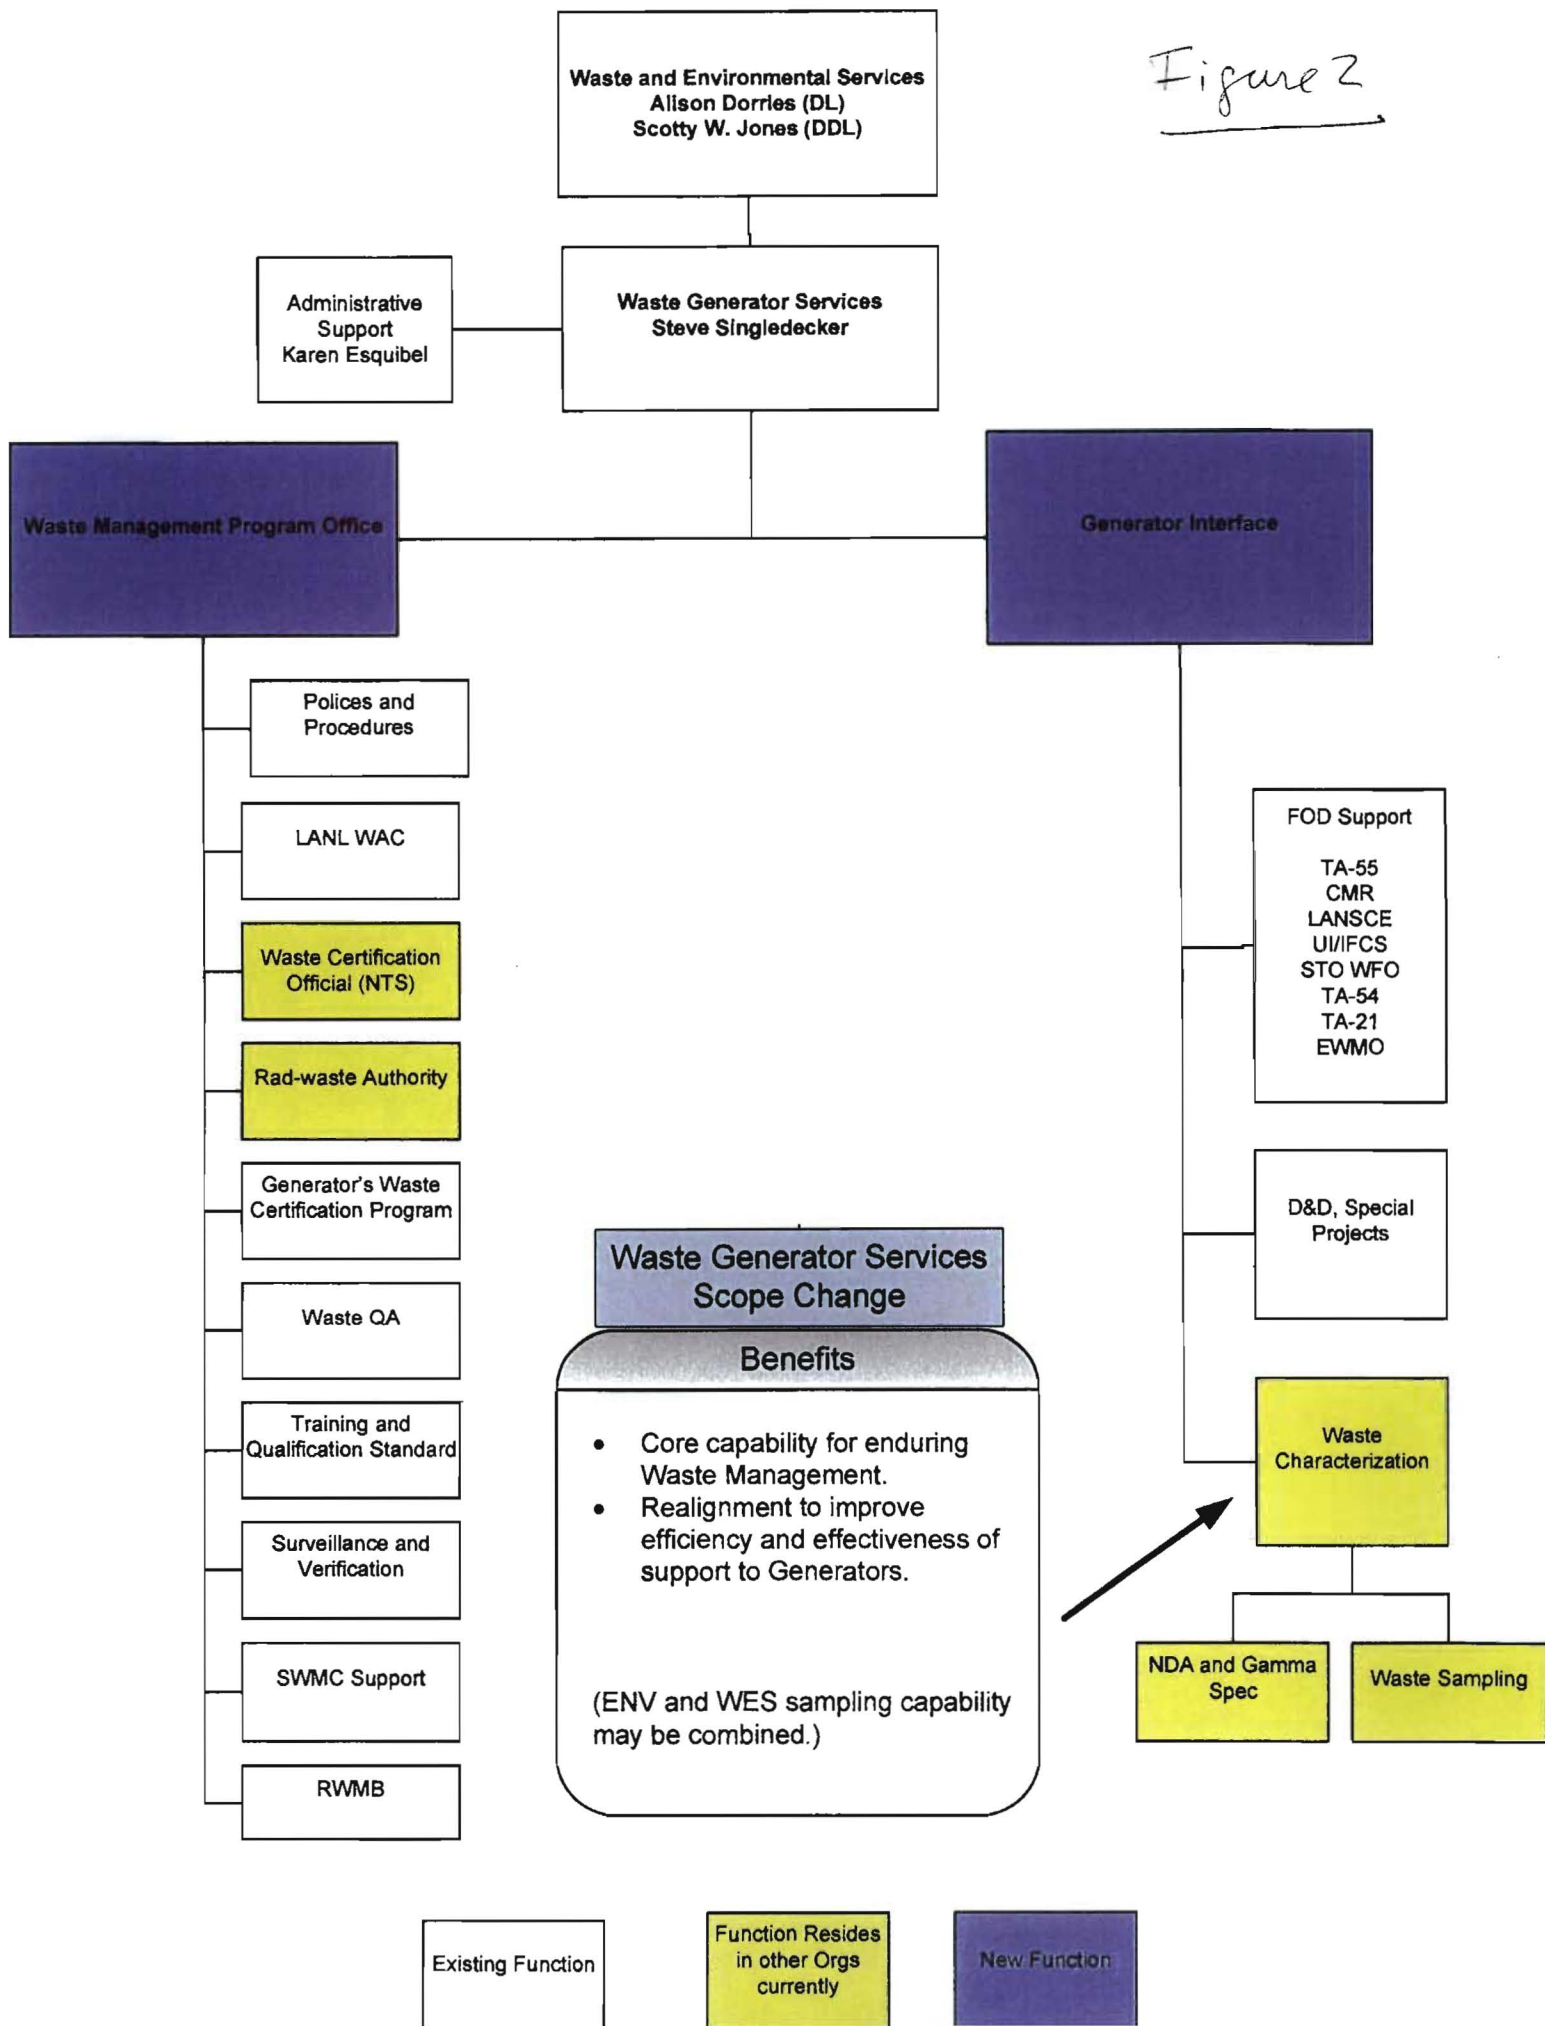 Figure 2
Waste and Environmental Services
Alison Dorries (DL)
Scotty W. Jones (DDL)
Administrative
Support
Karen Esquibel
Waste Generator Services
Steve Singledecker
Waste Management Program Office
Generator Interface
Polices and
Procedures
LANL WAC
Waste Certification
Official (NTS)
Rad-waste Authority
Generator's Waste
Certification Program
Waste QA
Training and
Qualification Standard
Surveillance and
Verification
SWMC Support
RWMB
FOD Support
TA-55
CMR
LANSCE
UI/IFCS
STO WFO
TA-54
TA-21
EWMO
D&D, Special
Projects
Waste
Characterization
NDA and Gamma
Spec
Waste Sampling
Waste Generator Services
Scope Change
Benefits
• Core capability for enduring
Waste Management.
• Realignment to improve
efficiency and effectiveness of
support to Generators.
(ENV and WES sampling capability
may be combined.)
Existing Function
Function Resides
in other Orgs
currently
New Function